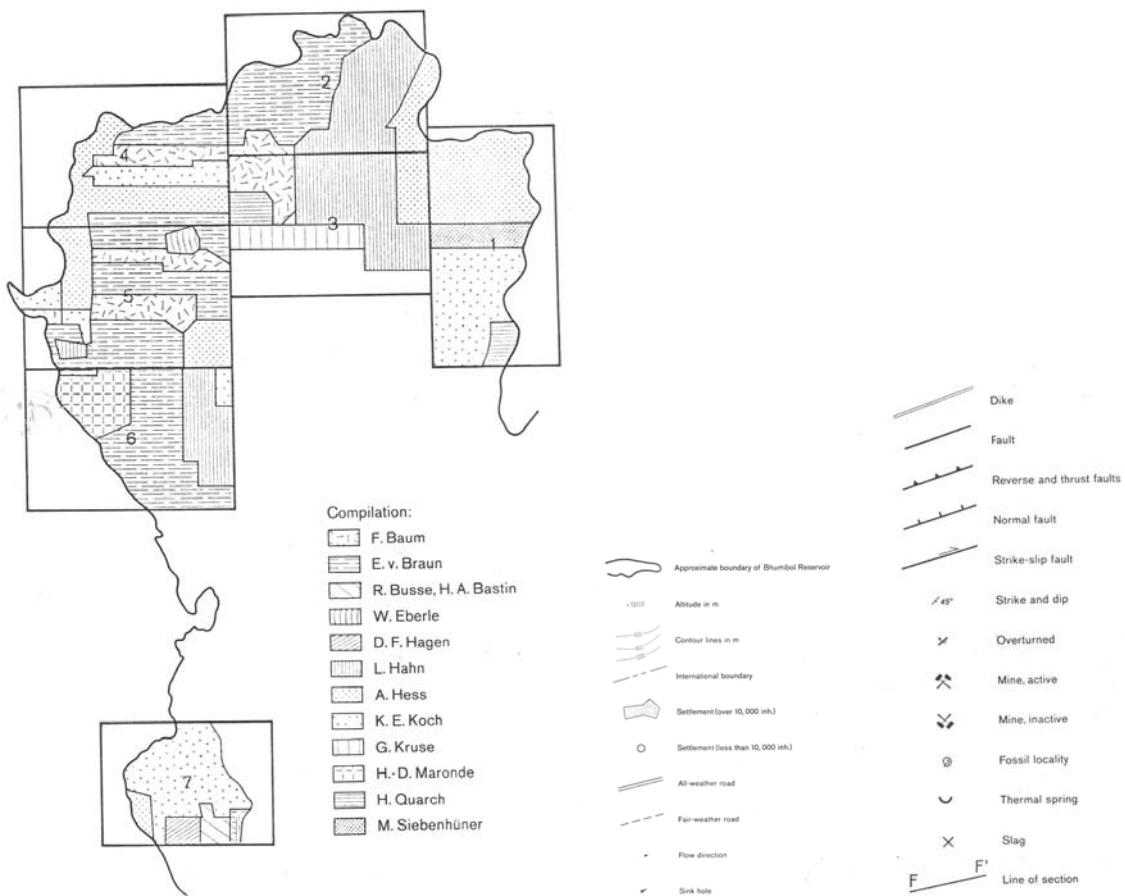 2
4
3
1
5
6
7
Compilation:
F. Baum
E. v. Braun
R. Busse, H. A. Bastin
W. Eberle
D. F. Hagen
L. Hahn
A. Hess
K. E. Koch
G. Kruse
H.-D. Maronde
H. Quarch
M. Siebenhüner
Approximate boundary of Bhumibol Reservoir
Altitude in m
Contour lines in m
International boundary
Settlement (over 10,000 inh.)
Settlement (less than 10,000 inh.)
All-weather road
Fair-weather road
Flow direction
Sink hole
Dike
Fault
Reverse and thrust faults
Normal fault
Strike-slip fault
45° Strike and dip
Overturned
Mine, active
Mine, inactive
Fossil locality
Thermal spring
Slag
F F' Line of section